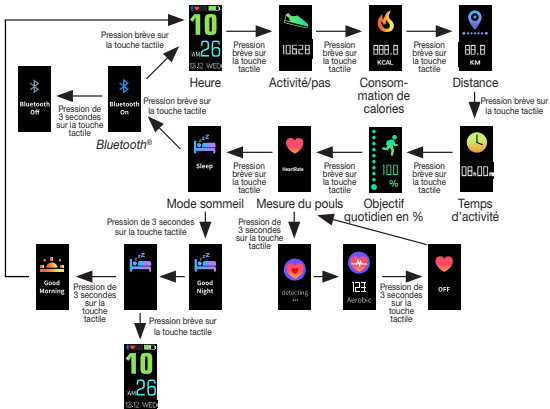 Pression brève sur
la touche tactile
10
AM 26
13.12 WED
Heure
Pression
brève sur
la touche
tactile
10628
Activité/pas
Pression
brève sur
la touche
tactile
888.8
KCAL
Consom-
mation de
calories
Pression
brève sur
la touche
tactile
88.8
KM
Distance
Pression brève sur
la touche tactile
Bluetooth
Off
Pression de
3 secondes
sur la touche
tactile
Bluetooth
On
Bluetooth®
Pression brève sur
la touche tactile
Sleep
Mode sommeil
Pression
brève sur
la touche
tactile
HeartRate
Mesure du pouls
Pression
brève sur
la touche
tactile
100
%
Objectif
quotidien en %
Pression
brève sur
la touche
tactile
08H00M
Temps
d'activité
Pression de 3 secondes
sur la touche tactile
Pression de
3 secondes
sur la touche
tactile
Good
Morning
Pression de
3 secondes
sur la
touche
tactile
Good
Night
detecting
...
123
Aerobic
Pression de
3 secondes
sur la
touche
tactile
OFF
Pression brève sur
la touche tactile
10
AM 26
13.12 WED